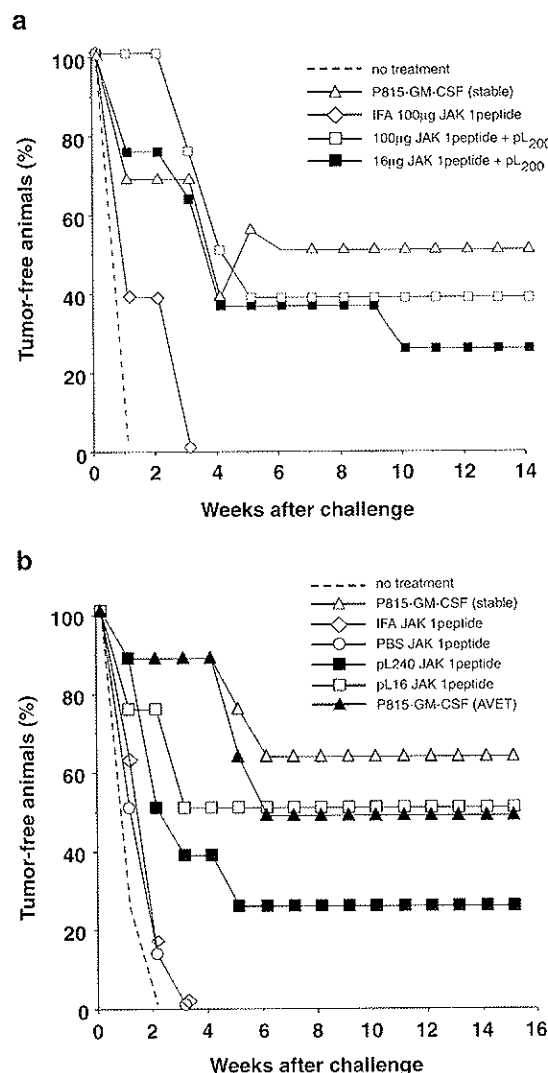 a
100
80
60
40
20
0
Tumor-free animals (%)
no treatment
P815-GM-CSF (stable)
IFA 100µg JAK 1peptide
100µg JAK 1peptide + pL200
16µg JAK 1peptide + pL200
0 2 4 6 8 10 12 14
Weeks after challenge
b
100
80
60
40
20
0
Tumor-free animals (%)
no treatment
P815-GM-CSF (stable)
IFA JAK 1peptide
PBS JAK 1peptide
pL240 JAK 1peptide
pL16 JAK 1peptide
P815-GM-CSF (AVET)
0 2 4 6 8 10 12 14 16
Weeks after challenge